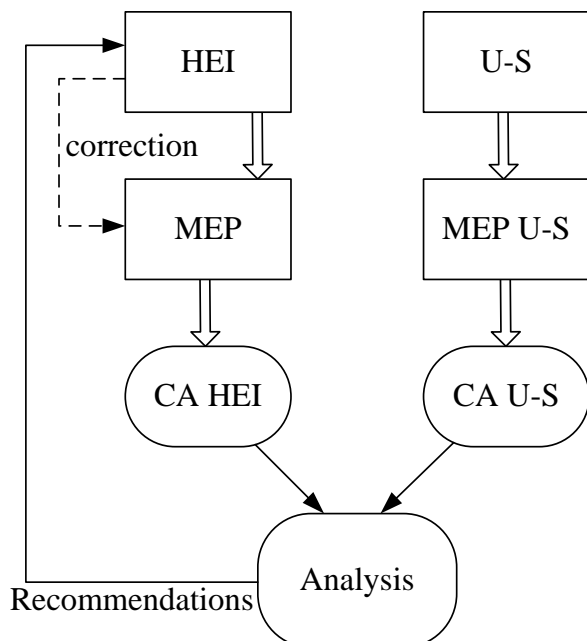 HEI
U-S
correction
MEP
MEP U-S
CA HEI
CA U-S
Analysis
Recommendations